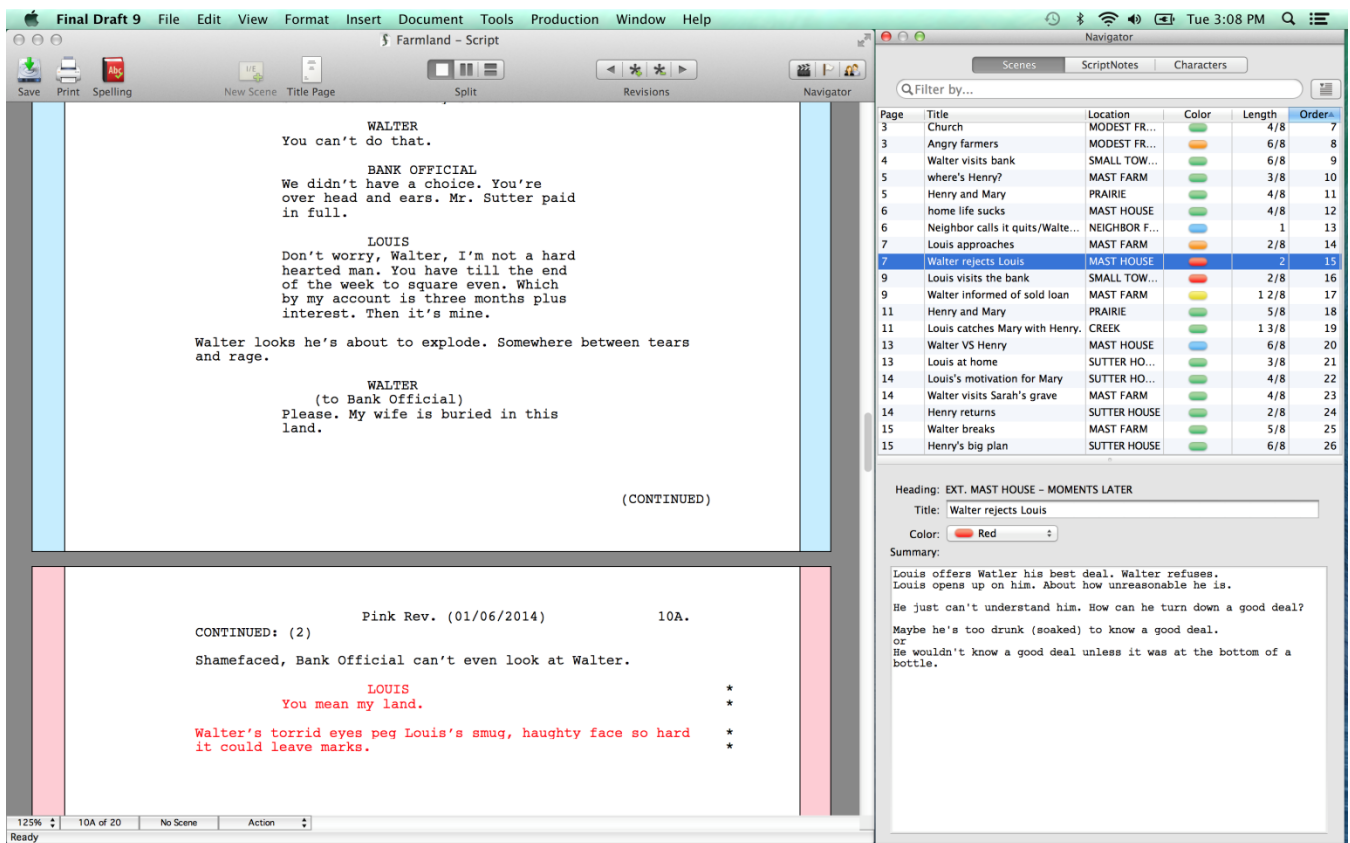 Final Draft 9 File Edit View Format Insert Document Tools Production Window Help Tue 3:08 PM
Farmland – Script
Save Print Spelling New Scene Title Page Split Revisions Navigator
WALTER
You can't do that.
BANK OFFICIAL
We didn't have a choice. You're
over head and ears. Mr. Sutter paid
in full.
LOUIS
Don't worry, Walter, I'm not a hard
hearted man. You have till the end
of the week to square even. Which
by my account is three months plus
interest. Then it's mine.
Walter looks he's about to explode. Somewhere between tears
and rage.
WALTER
(to Bank Official)
Please. My wife is buried in this
land.
(CONTINUED)
Pink Rev. (01/06/2014) 10A.
CONTINUED: (2)
Shamefaced, Bank Official can't even look at Walter.
LOUIS *
You mean my land. *
Walter's torrid eyes peg Louis's smug, haughty face so hard *
it could leave marks. *
125% 10A of 20 No Scene Action
Ready
Navigator
Scenes ScriptNotes Characters
Filter by...
Page Title Location Color Length Order
3 Church MODEST FR... 4/8 7
3 Angry farmers MODEST FR... 6/8 8
4 Walter visits bank SMALL TOW... 6/8 9
5 where's Henry? MAST FARM 3/8 10
5 Henry and Mary PRAIRIE 4/8 11
6 home life sucks MAST HOUSE 4/8 12
6 Neighbor calls it quits/Walte... NEIGHBOR F... 1 13
7 Louis approaches MAST FARM 2/8 14
7 Walter rejects Louis MAST HOUSE 2 15
9 Louis visits the bank SMALL TOW... 2/8 16
9 Walter informed of sold loan MAST FARM 1 2/8 17
11 Henry and Mary PRAIRIE 5/8 18
11 Louis catches Mary with Henry. CREEK 1 3/8 19
13 Walter VS Henry MAST HOUSE 6/8 20
13 Louis at home SUTTER HO... 3/8 21
14 Louis's motivation for Mary SUTTER HO... 4/8 22
14 Walter visits Sarah's grave MAST FARM 4/8 23
14 Henry returns SUTTER HOUSE 2/8 24
15 Walter breaks MAST FARM 5/8 25
15 Henry's big plan SUTTER HOUSE 6/8 26
Heading: EXT. MAST HOUSE – MOMENTS LATER
Title: Walter rejects Louis
Color: Red
Summary:
Louis offers Watler his best deal. Walter refuses.
Louis opens up on him. About how unreasonable he is.
He just can't understand him. How can he turn down a good deal?
Maybe he's too drunk (soaked) to know a good deal.
or
He wouldn't know a good deal unless it was at the bottom of a
bottle.